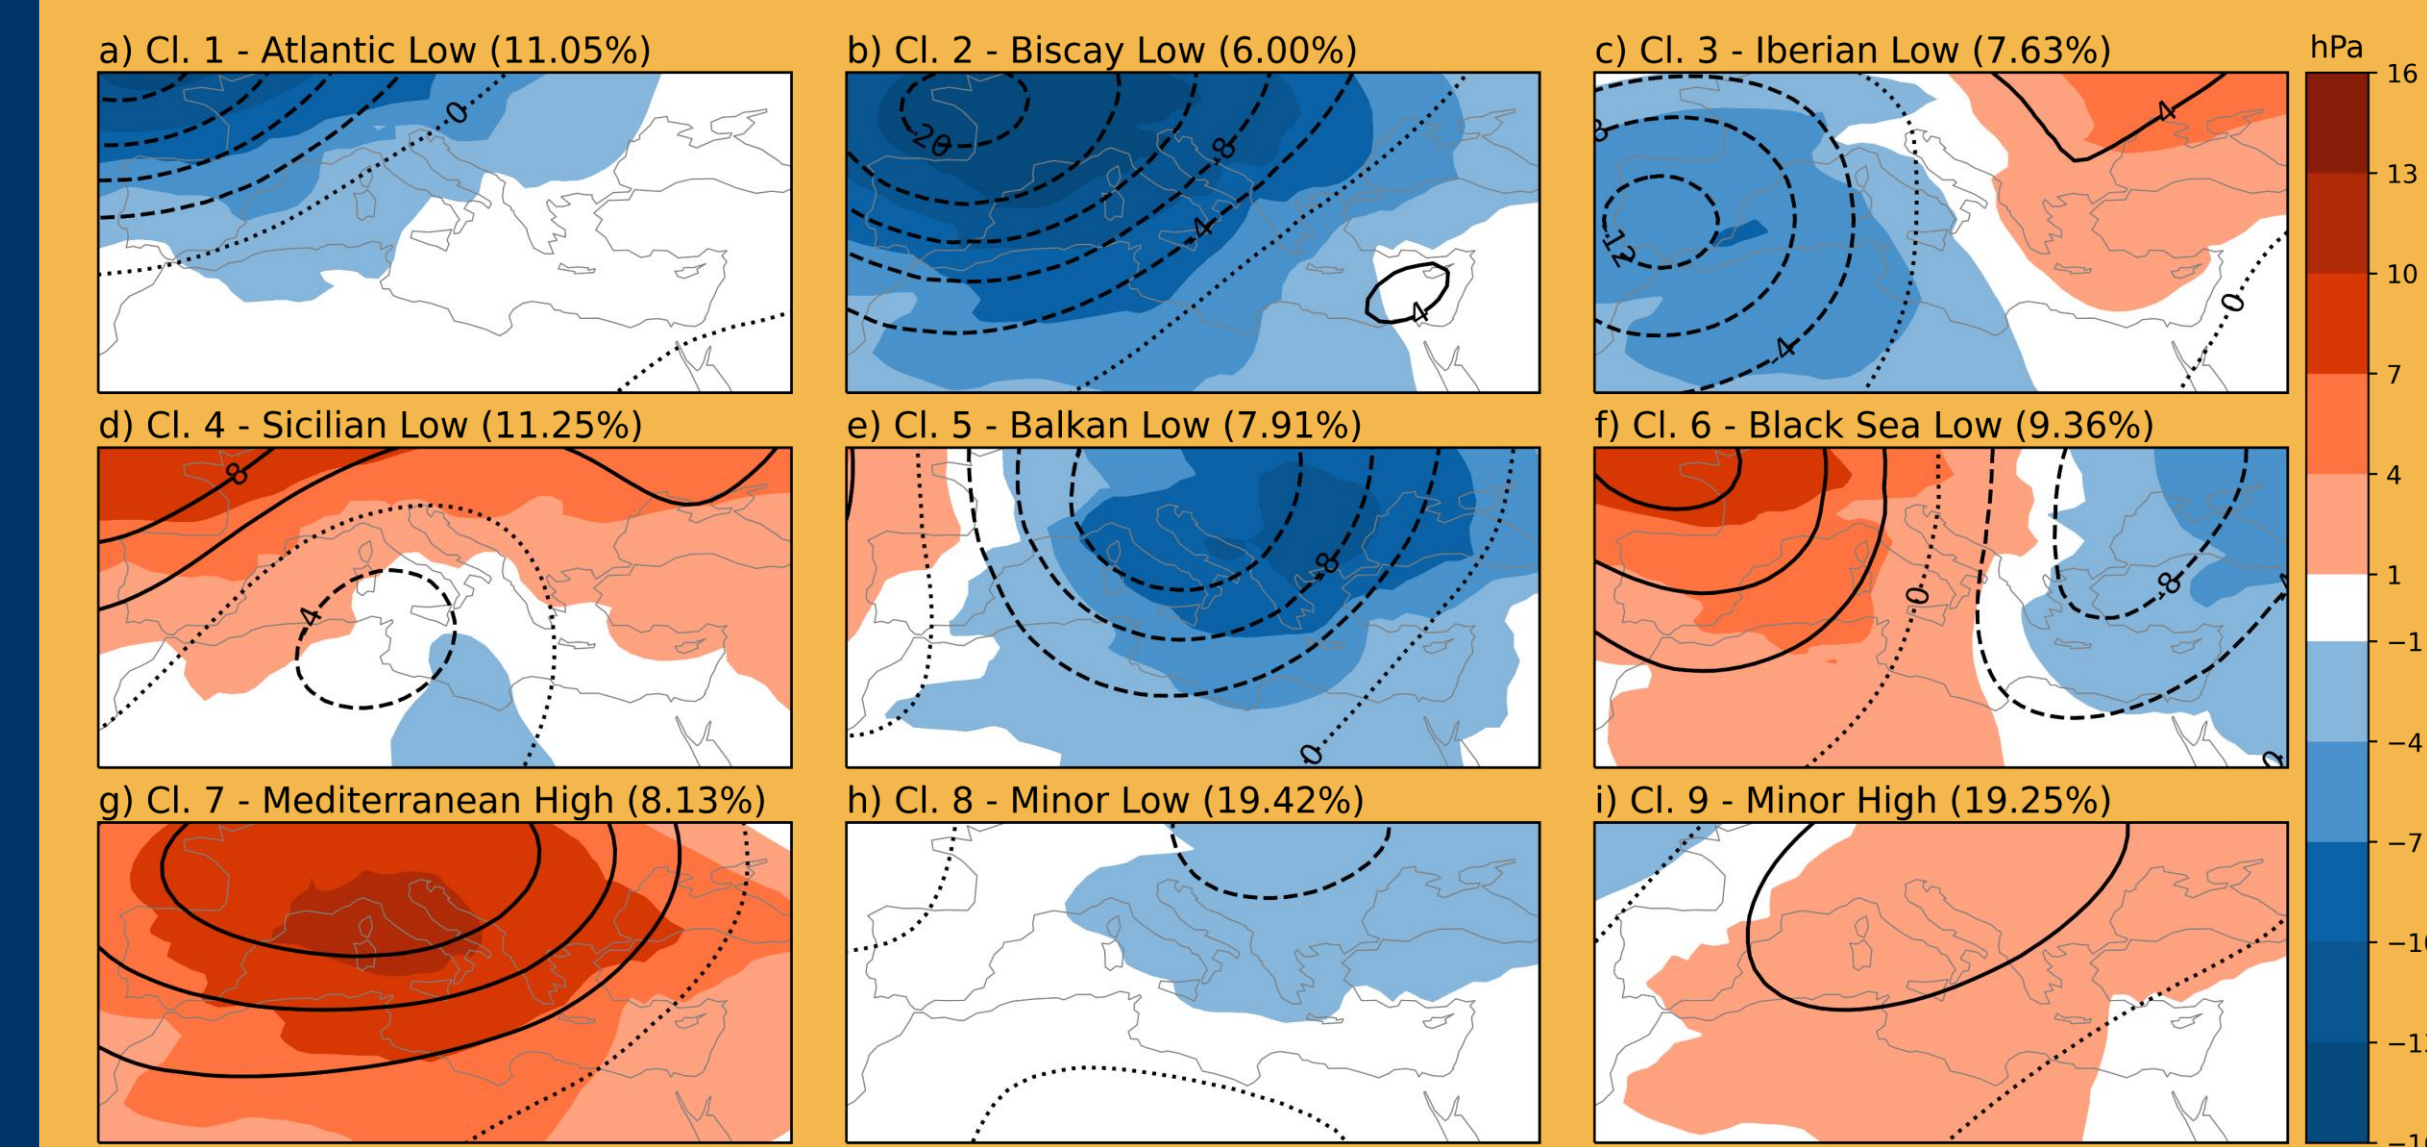 a) Cl. 1 - Atlantic Low (11.05%)
b) Cl. 2 - Biscay Low (6.00%)
c) Cl. 3 - Iberian Low (7.63%)
hPa
0
-20
-8
-4
4
8
-12
-4
4
0
16
13
10
7
4
1
−1
−4
−7
d) Cl. 4 - Sicilian Low (11.25%)
e) Cl. 5 - Balkan Low (7.91%)
f) Cl. 6 - Black Sea Low (9.36%)
8
-4
-8
0
0
-8
0
g) Cl. 7 - Mediterranean High (8.13%)
h) Cl. 8 - Minor Low (19.42%)
i) Cl. 9 - Minor High (19.25%)